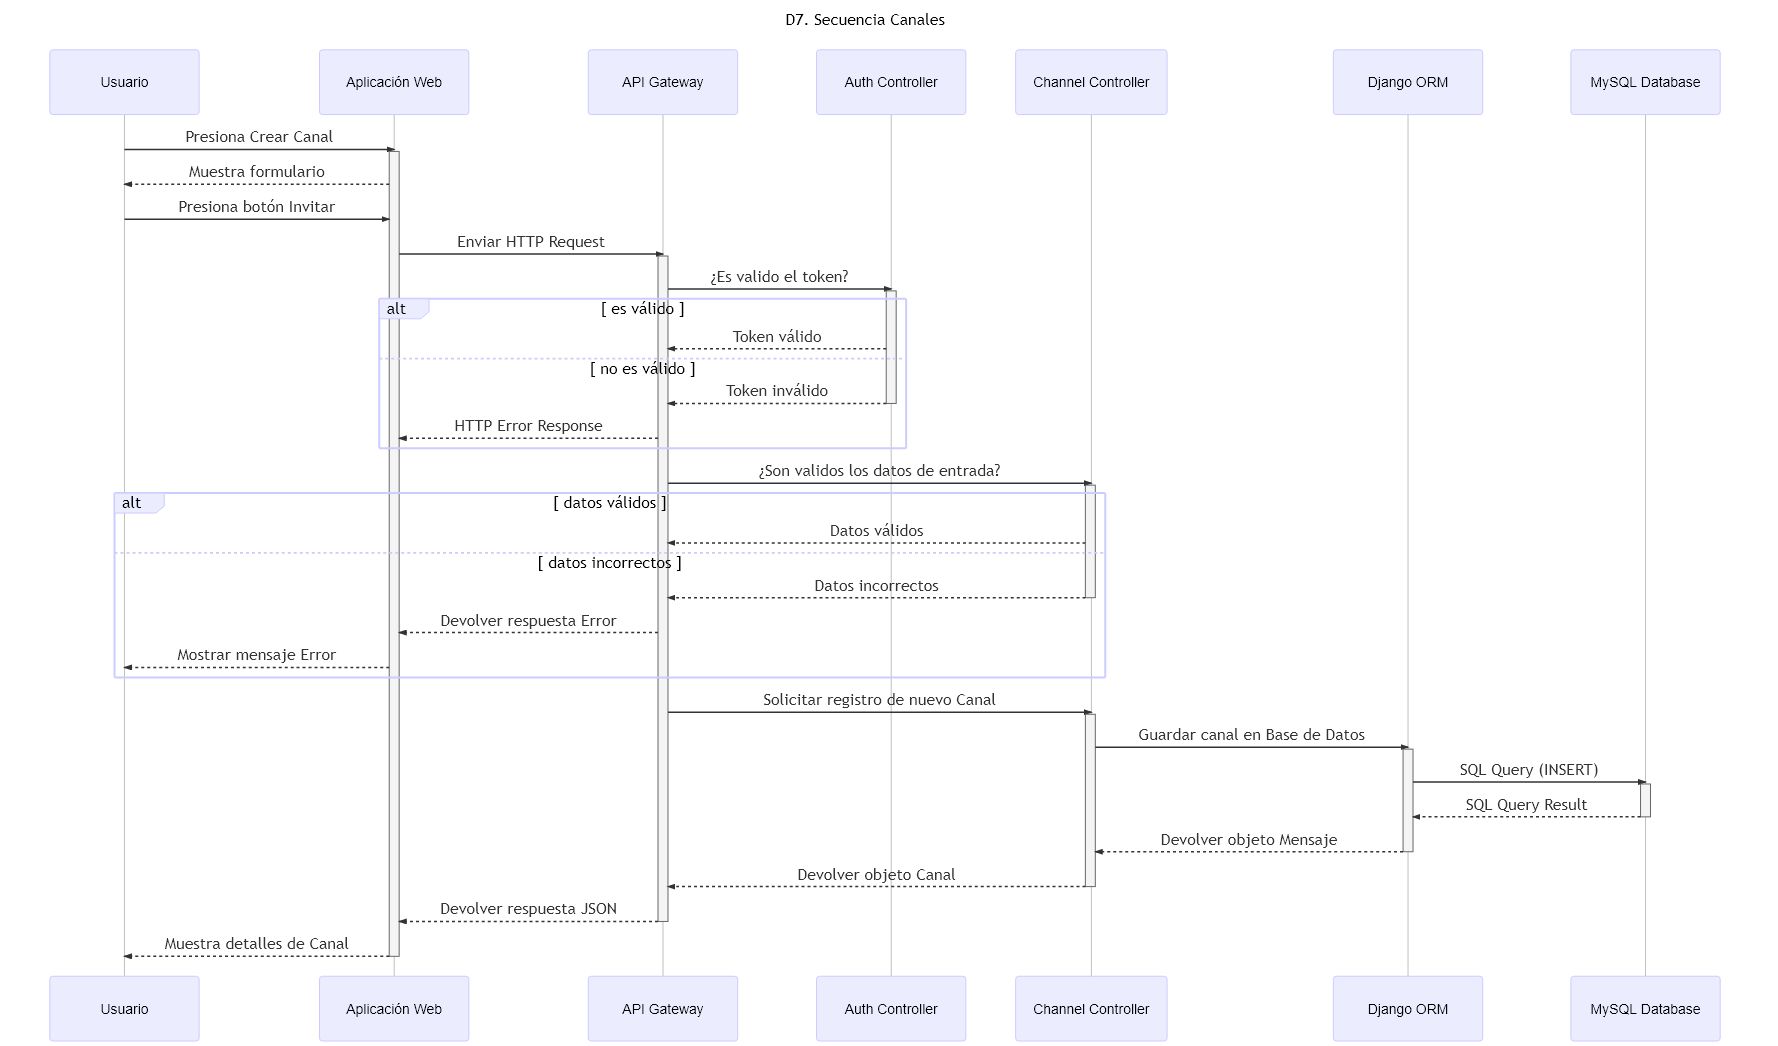 D7. Secuencia Canales
Usuario
Aplicación Web
API Gateway
Auth Controller
Channel Controller
Django ORM
MySQL Database
Presiona Crear Canal
Muestra formulario
Presiona botón Invitar
Enviar HTTP Request
¿Es valido el token?
alt
[ es válido ]
Token válido
[ no es válido ]
Token inválido
HTTP Error Response
¿Son validos los datos de entrada?
alt
[ datos válidos ]
Datos válidos
[ datos incorrectos ]
Datos incorrectos
Devolver respuesta Error
Mostrar mensaje Error
Solicitar registro de nuevo Canal
Guardar canal en Base de Datos
SQL Query (INSERT)
SQL Query Result
Devolver objeto Mensaje
Devolver objeto Canal
Devolver respuesta JSON
Muestra detalles de Canal
Usuario
Aplicación Web
API Gateway
Auth Controller
Channel Controller
Django ORM
MySQL Database